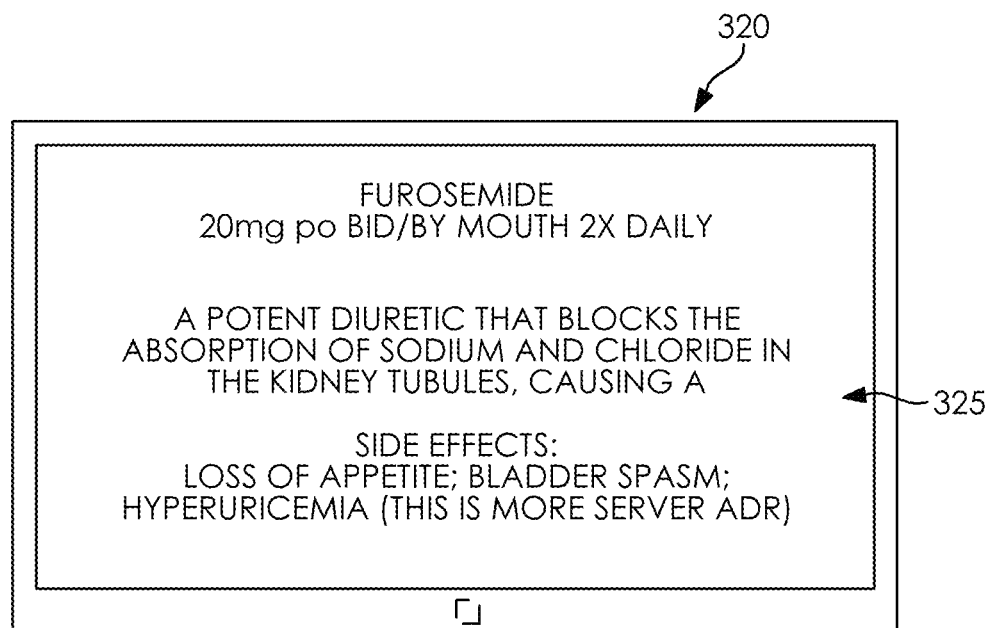 320
FUROSEMIDE
20mg po BID/BY MOUTH 2X DAILY
A POTENT DIURETIC THAT BLOCKS THE
ABSORPTION OF SODIUM AND CHLORIDE IN
THE KIDNEY TUBULES, CAUSING A
325
SIDE EFFECTS:
LOSS OF APPETITE; BLADDER SPASM;
HYPERURICEMIA (THIS IS MORE SERVER ADR)